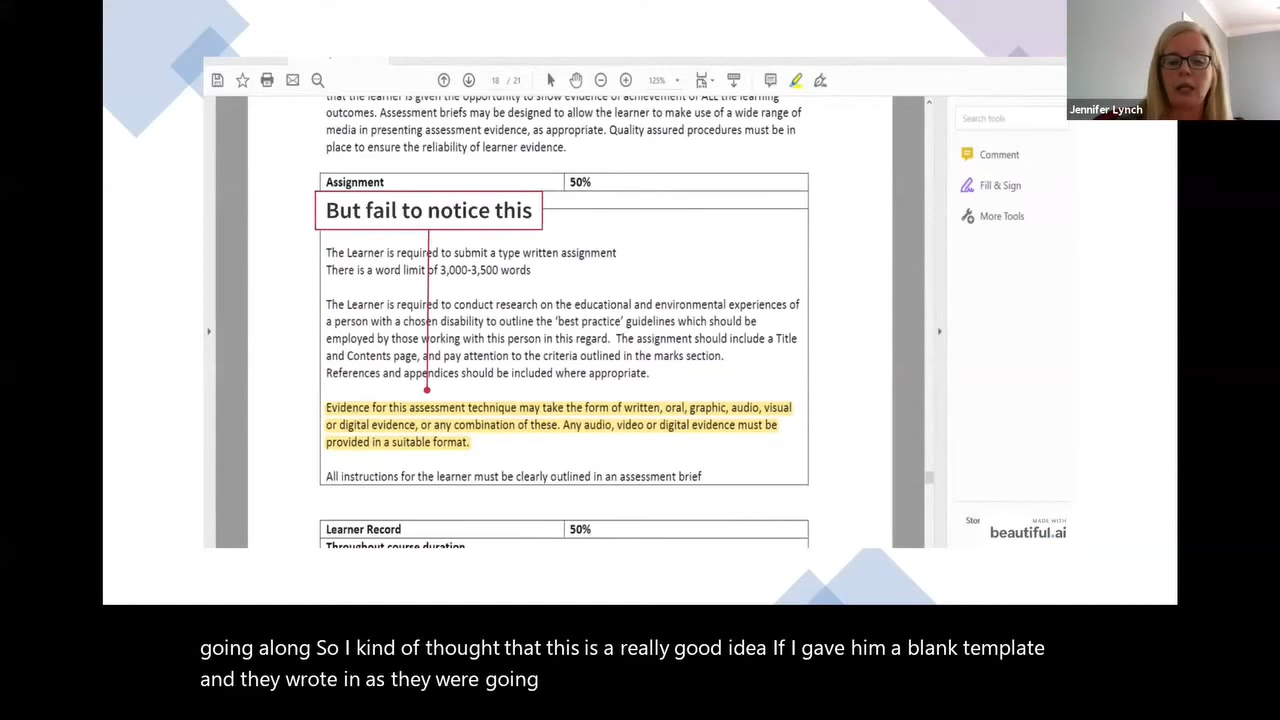 Jennifer Lynch
18 / 21
125%
that the learner is given the opportunity to show evidence of achievement of ALL the learning
outcomes. Assessment briefs may be designed to allow the learner to make use of a wide range of
media in presenting assessment evidence, as appropriate. Quality assured procedures must be in
place to ensure the reliability of learner evidence.
Search tools
Comment
Fill & Sign
More Tools
Assignment 50%
But fail to notice this
The Learner is required to submit a type written assignment
There is a word limit of 3,000-3,500 words
The Learner is required to conduct research on the educational and environmental experiences of
a person with a chosen disability to outline the ‘best practice’ guidelines which should be
employed by those working with this person in this regard. The assignment should include a Title
and Contents page, and pay attention to the criteria outlined in the marks section.
References and appendices should be included where appropriate.
Evidence for this assessment technique may take the form of written, oral, graphic, audio, visual
or digital evidence, or any combination of these. Any audio, video or digital evidence must be
provided in a suitable format.
All instructions for the learner must be clearly outlined in an assessment brief
Learner Record 50%
Throughout course duration
Stor
MADE WITH
beautiful.ai
going along So I kind of thought that this is a really good idea If I gave him a blank template
and they wrote in as they were going